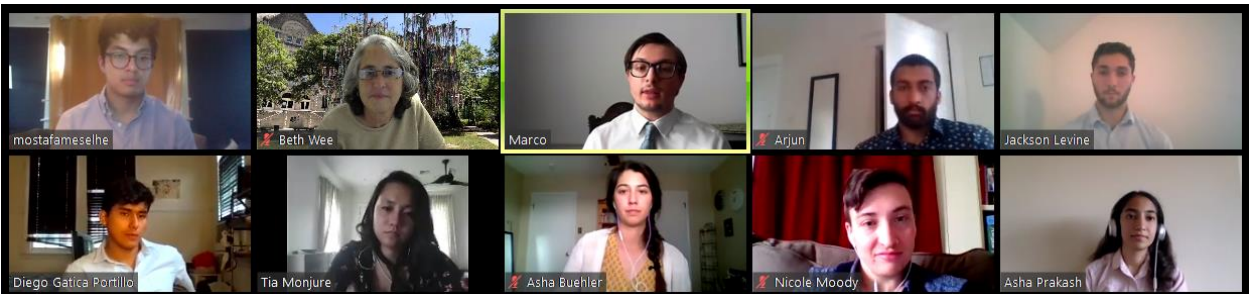 mostafameselhe
Beth Wee
Marco
Arjun
Jackson Levine
Diego Gatica Portillo
Tia Monjure
Asha Buehler
Nicole Moody
Asha Prakash